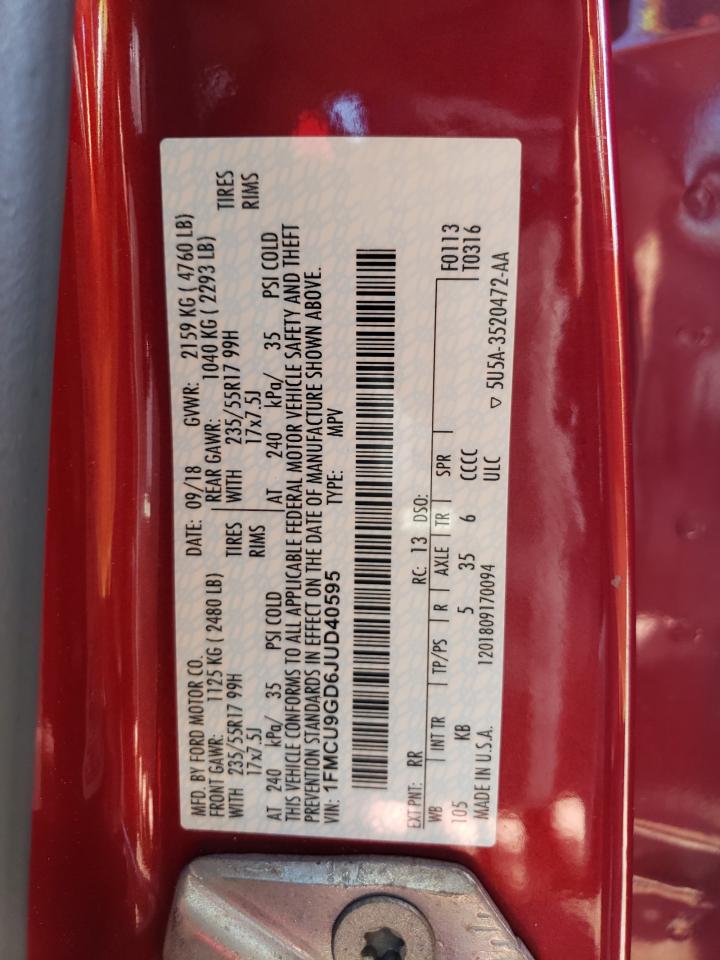 MFD. BY FORD MOTOR CO.
DATE: 09/18 GVWR: 2159 KG ( 4760 LB)
FRONT GAWR: 1125 KG ( 2480 LB) REAR GAWR: 1040 KG ( 2293 LB)
WITH 235/55R17 99H TIRES WITH 235/55R17 99H TIRES
17x7.5J RIMS 17x7.5J RIMS
AT 240 kPa/ 35 PSI COLD AT 240 kPa/ 35 PSI COLD
THIS VEHICLE CONFORMS TO ALL APPLICABLE FEDERAL MOTOR VEHICLE SAFETY AND THEFT
PREVENTION STANDARDS IN EFFECT ON THE DATE OF MANUFACTURE SHOWN ABOVE.
VIN: 1FMCU9GD6JUD40595 TYPE: MPV
EXT PNT: RR RC: 13 DSO: F0113
WB INT TR TP/PS R AXLE TR SPR T0316
105 KB 5 35 6 CCCC
MADE IN U.S.A. 1201809170094 ULC ▽ 5U5A-3520472-AA